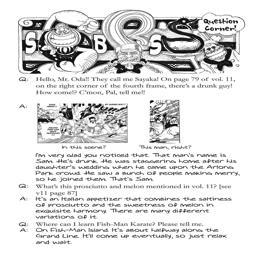 Question Corner!
S B S
Q: Hello, Mr. Oda!! They call me Sayaka! On page 79 of vol. 11,
on the right corner of the fourth frame, there's a drunk guy!
How come!? C'mon, Pal, tell me!!
A:
In this scene?
This man, right?
I'm very glad you noticed that. That man's name is
Sam. He's drunk. He was staggering home after his
daughter's wedding when he came upon the Arlong
Park crowd. He saw a bunch of people making merry,
so he joined them. That's Sam.
Q: What's this prosciutto and melon mentioned in vol. 11? [see
v11 page 87]
A: It's an Italian appetizer that combines the saltiness
of prosciutto and the sweetness of melon in
exquisite harmony. There are many different
variations of it.
Q: Where can I learn Fish-Man Karate? Please tell me.
A: On Fish-Man Island. It's about halfway along the
Grand Line. It'll come up eventually, so just relax
and wait.